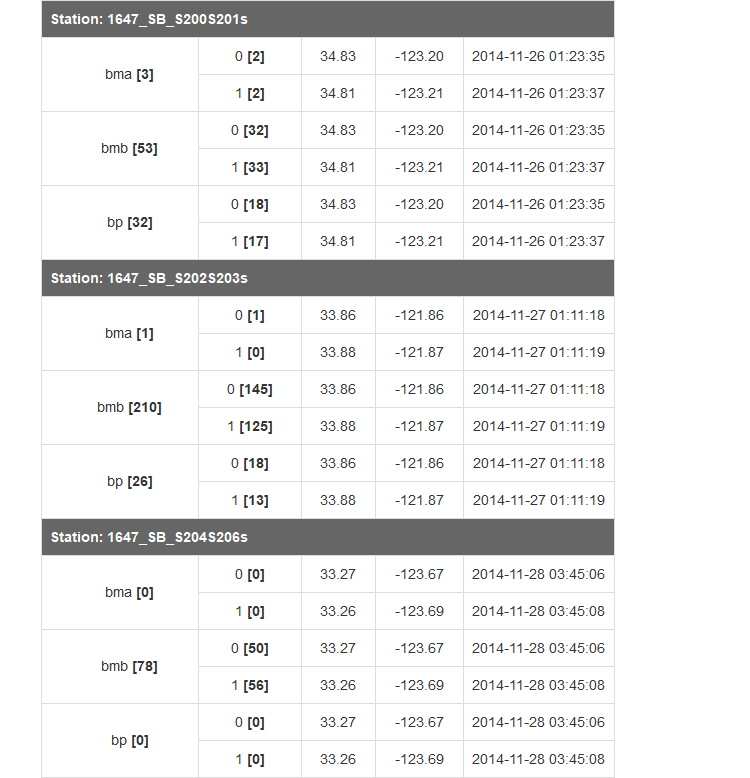 Station: 1647_SB_S200S201s
bma [3]
0 [2] 34.83 -123.20 2014-11-26 01:23:35
1 [2] 34.81 -123.21 2014-11-26 01:23:37
bmb [53]
0 [32] 34.83 -123.20 2014-11-26 01:23:35
1 [33] 34.81 -123.21 2014-11-26 01:23:37
bp [32]
0 [18] 34.83 -123.20 2014-11-26 01:23:35
1 [17] 34.81 -123.21 2014-11-26 01:23:37
Station: 1647_SB_S202S203s
bma [1]
0 [1] 33.86 -121.86 2014-11-27 01:11:18
1 [0] 33.88 -121.87 2014-11-27 01:11:19
bmb [210]
0 [145] 33.86 -121.86 2014-11-27 01:11:18
1 [125] 33.88 -121.87 2014-11-27 01:11:19
bp [26]
0 [18] 33.86 -121.86 2014-11-27 01:11:18
1 [13] 33.88 -121.87 2014-11-27 01:11:19
Station: 1647_SB_S204S206s
bma [0]
0 [0] 33.27 -123.67 2014-11-28 03:45:06
1 [0] 33.26 -123.69 2014-11-28 03:45:08
bmb [78]
0 [50] 33.27 -123.67 2014-11-28 03:45:06
1 [56] 33.26 -123.69 2014-11-28 03:45:08
bp [0]
0 [0] 33.27 -123.67 2014-11-28 03:45:06
1 [0] 33.26 -123.69 2014-11-28 03:45:08